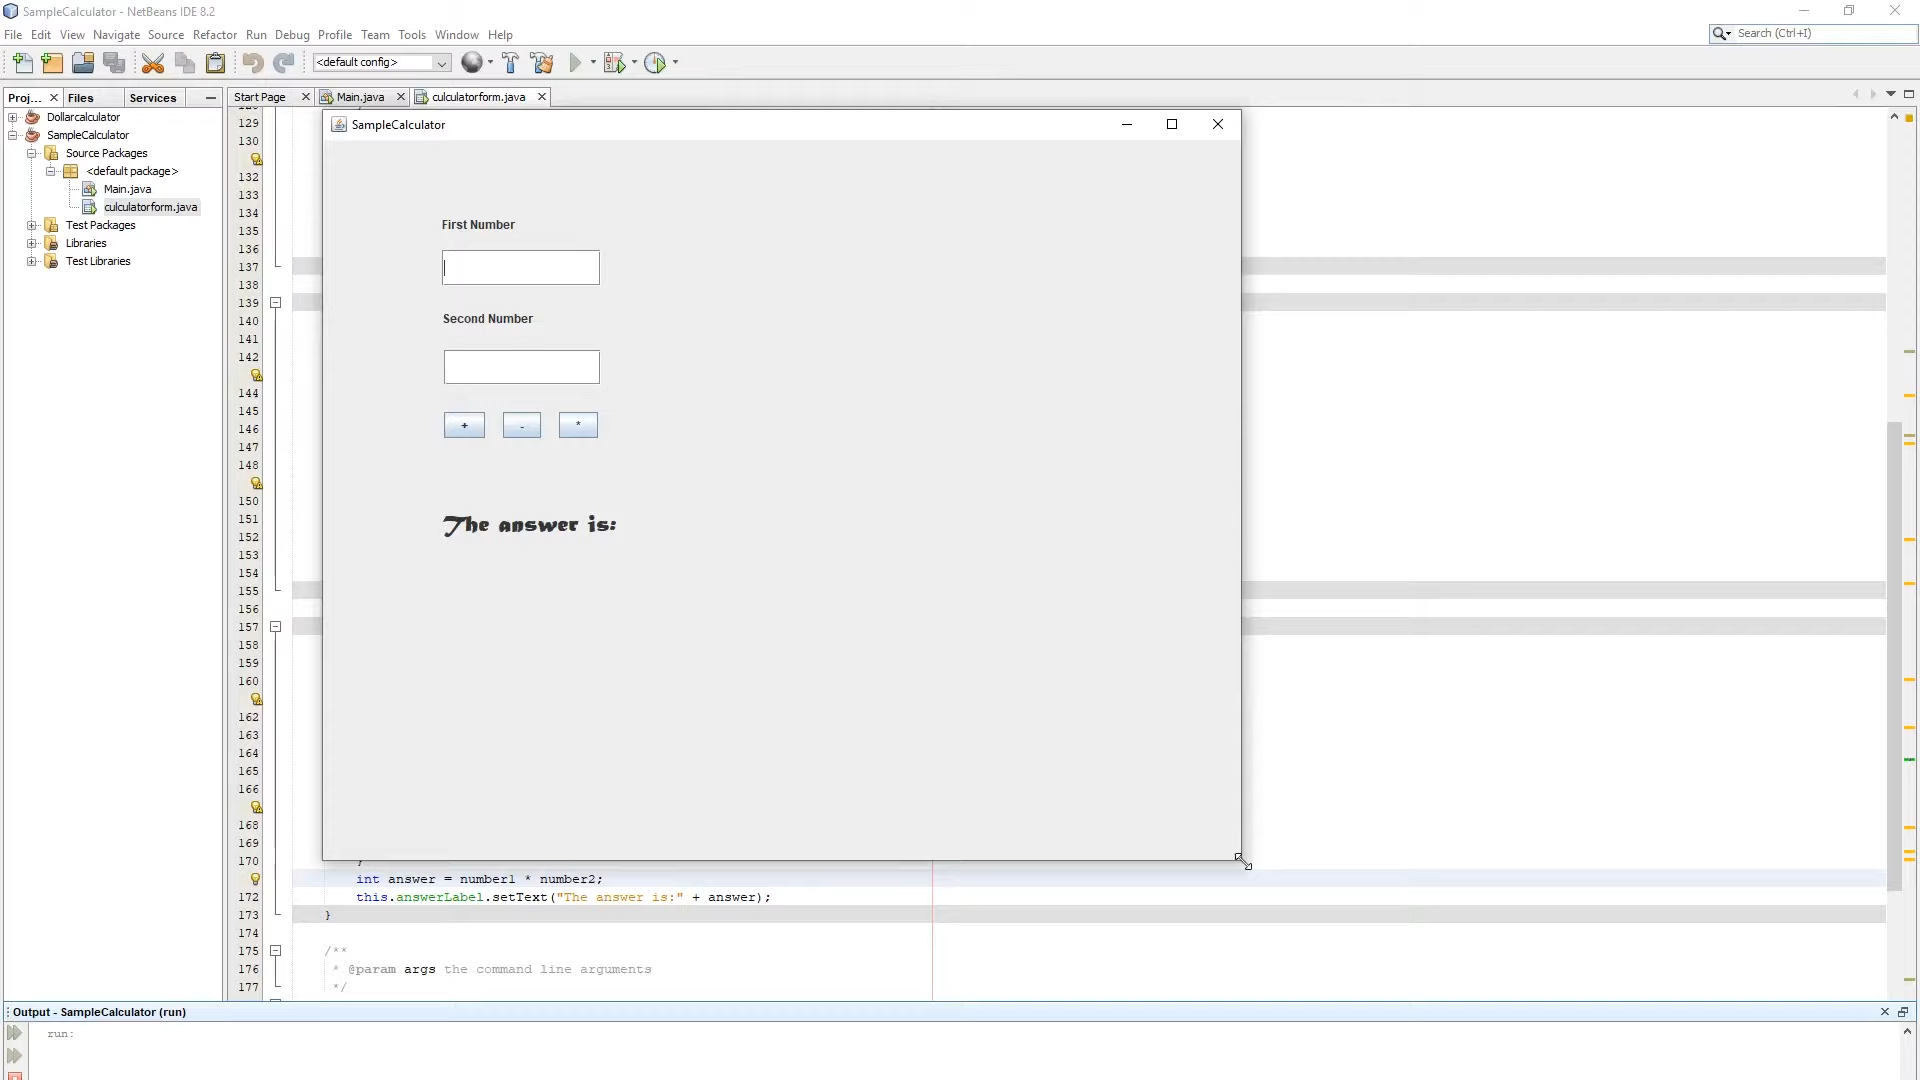 SampleCalculator - NetBeans IDE 8.2
File Edit View Navigate Source Refactor Run Debug Profile Team Tools Window Help
Search (Ctrl+I)
<default config>
Proj... Files Services
Start Page Main.java culculatorform.java
Dollarcalculator
SampleCalculator
Source Packages
<default package>
Main.java
culculatorform.java
Test Packages
Libraries
Test Libraries
129
130
132
133
134
135
136
137
138
139
140
141
142
144
145
146
147
148
150
151
152
153
154
155
156
157
158
159
160
162
163
164
165
166
168
169
170
SampleCalculator
First Number
Second Number
+ - *
The answer is:
}
int answer = number1 * number2;
172 this.answerLabel.setText("The answer is:" + answer);
173 }
174
175 /**
176 * @param args the command line arguments
177 */
Output - SampleCalculator (run)
run: